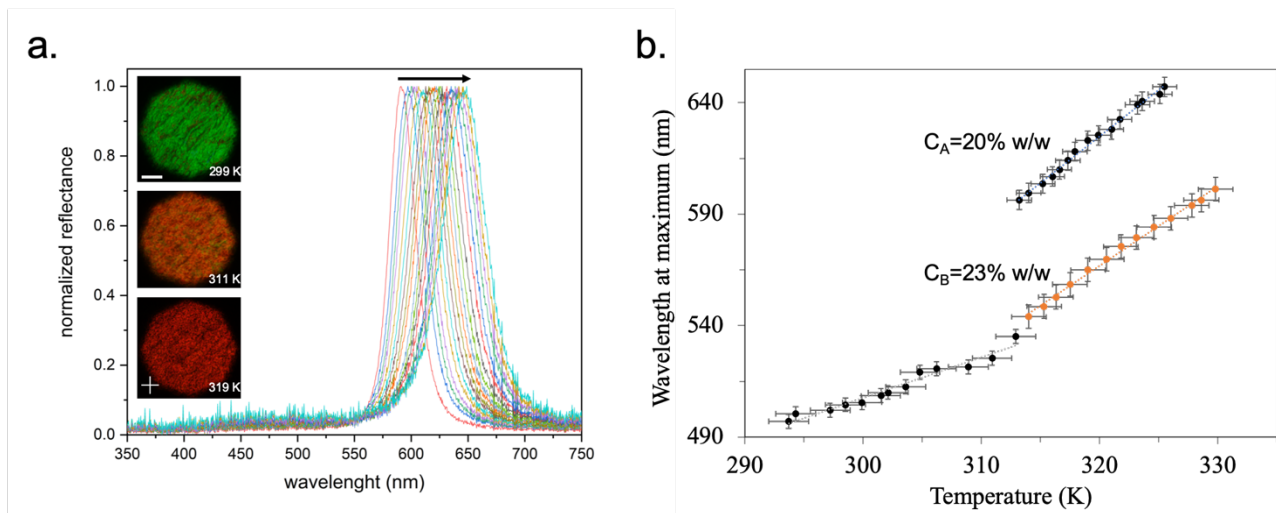 a.
normalized reflectance
1.0
0.8
0.6
0.4
0.2
0.0
299 K
311 K
319 K
350 400 450 500 550 600 650 700 750
wavelenght (nm)
b.
Wavelength at maximum (nm)
640
590
540
490
C_A=20% w/w
C_B=23% w/w
290 300 310 320 330
Temperature (K)